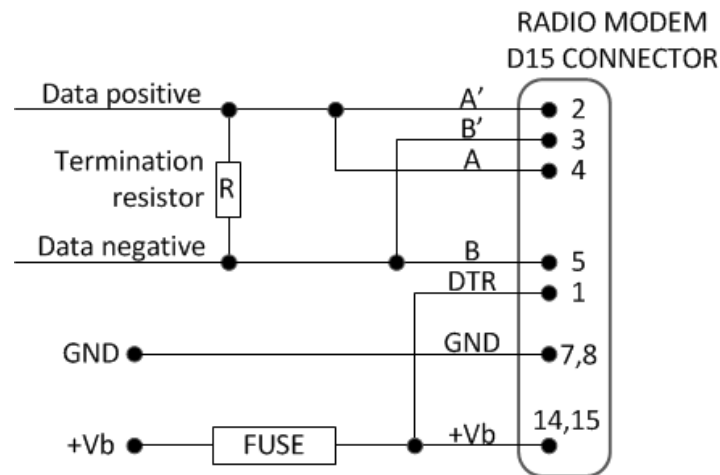 RADIO MODEM
D15 CONNECTOR
Data positive
A’
2
B’
3
Termination
resistor
R
A
4
Data negative
B
5
DTR
1
GND
GND
7,8
14,15
+Vb
FUSE
+Vb